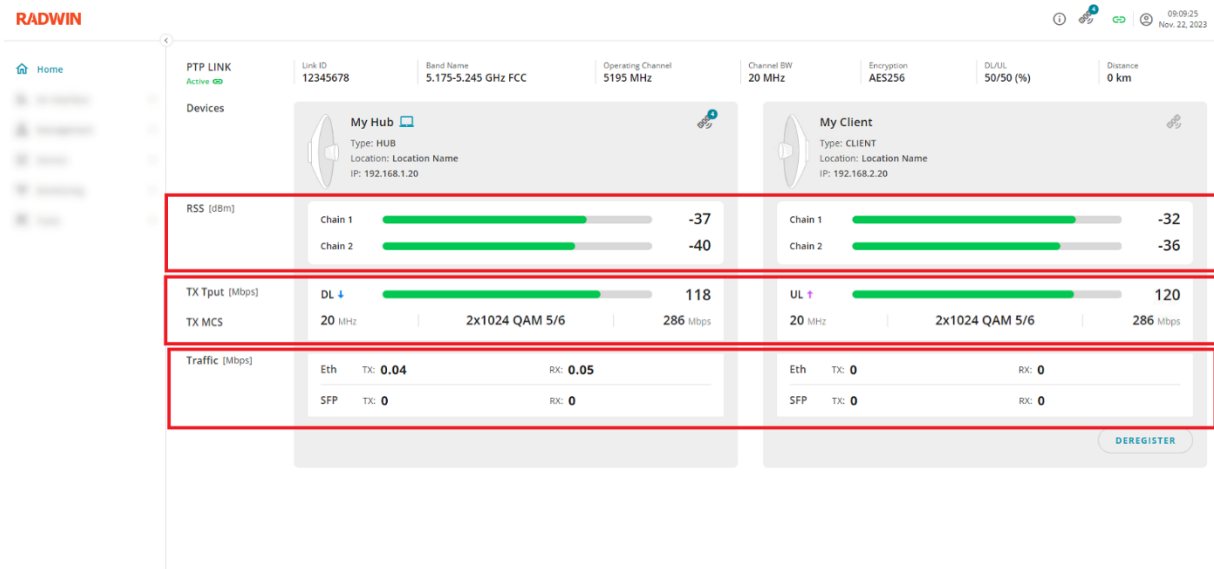 RADWIN
4
09:09:25
Nov. 22, 2023
Home
PTP LINK
Active
Link ID
12345678
Band Name
5.175-5.245 GHz FCC
Operating Channel
5195 MHz
Channel BW
20 MHz
Encryption
AES256
DL/UL
50/50 (%)
Distance
0 km
Devices
My Hub
4
Type: HUB
Location: Location Name
IP: 192.168.1.20
My Client
Type: CLIENT
Location: Location Name
IP: 192.168.2.20
RSS [dBm]
Chain 1 -37
Chain 2 -40
Chain 1 -32
Chain 2 -36
TX Tput [Mbps]
DL ↓ 118
UL ↑ 120
TX MCS
20 MHz 2x1024 QAM 5/6 286 Mbps
20 MHz 2x1024 QAM 5/6 286 Mbps
Traffic [Mbps]
Eth TX: 0.04 RX: 0.05
SFP TX: 0 RX: 0
Eth TX: 0 RX: 0
SFP TX: 0 RX: 0
DEREGISTER